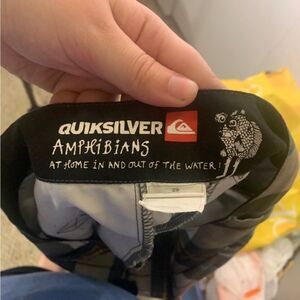 QUIKSILVER
AMPHIBIANS
AT HOME IN AND OUT OF THE WATER!